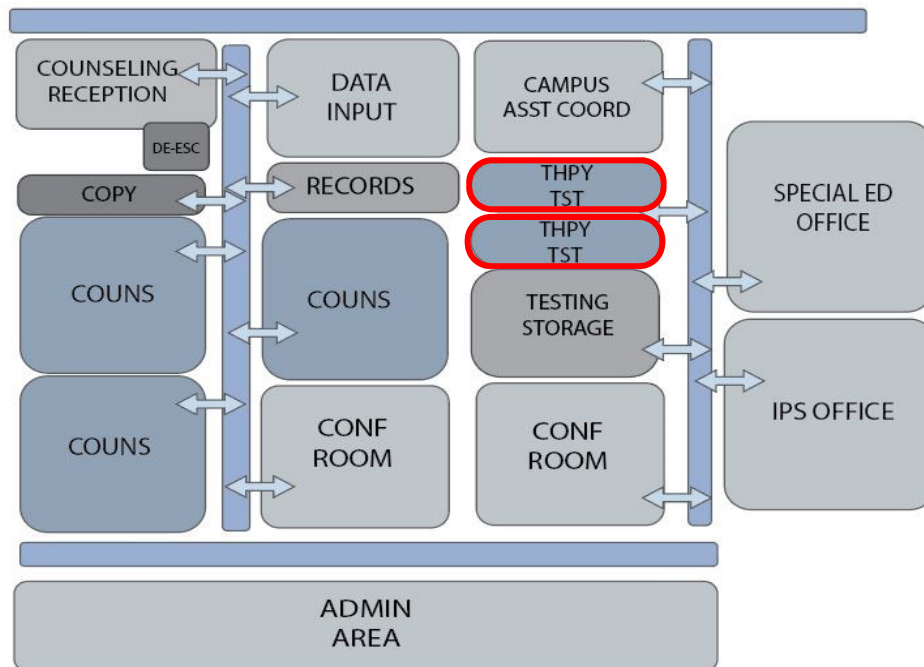 COUNSELING
RECEPTION
DE-ESC
COPY
COUNS
COUNS
DATA
INPUT
RECORDS
COUNS
CONF
ROOM
CAMPUS
ASST COORD
THPY
TST
THPY
TST
TESTING
STORAGE
CONF
ROOM
SPECIAL ED
OFFICE
IPS OFFICE
ADMIN
AREA